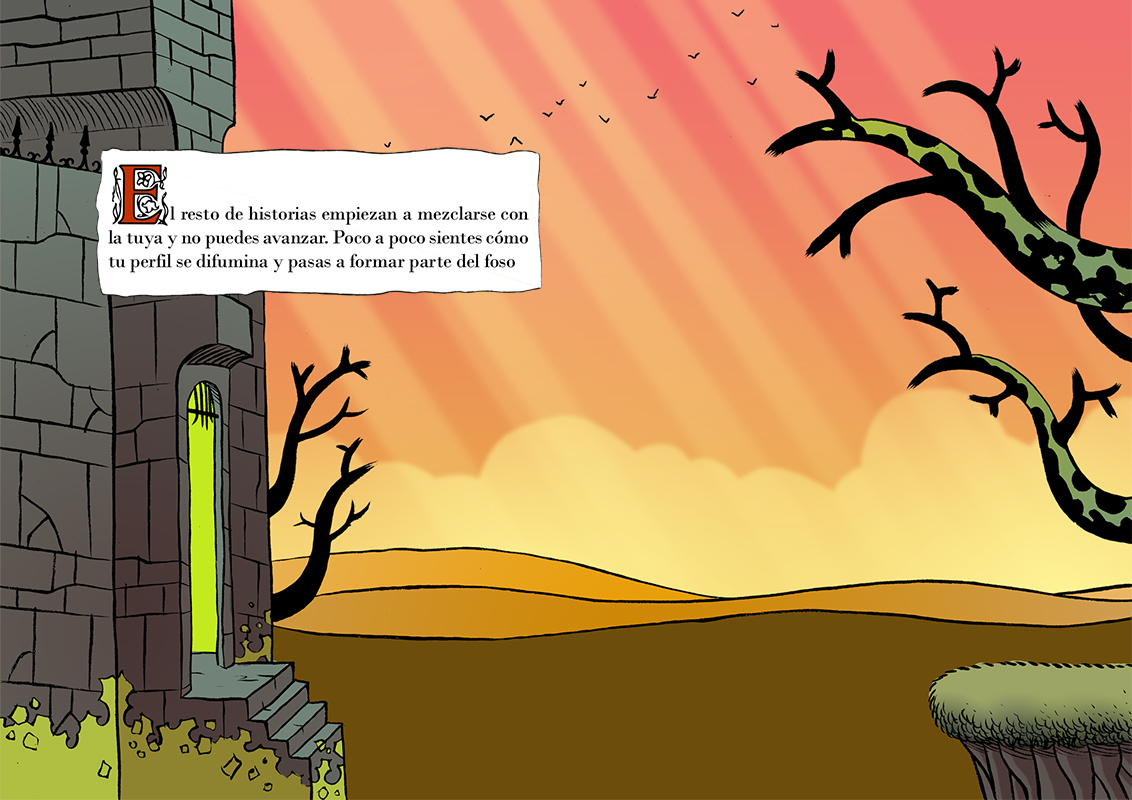 El resto de historias empiezan a mezclarse con
la tuya y no puedes avanzar. Poco a poco sientes cómo
tu perfil se difumina y pasas a formar parte del foso